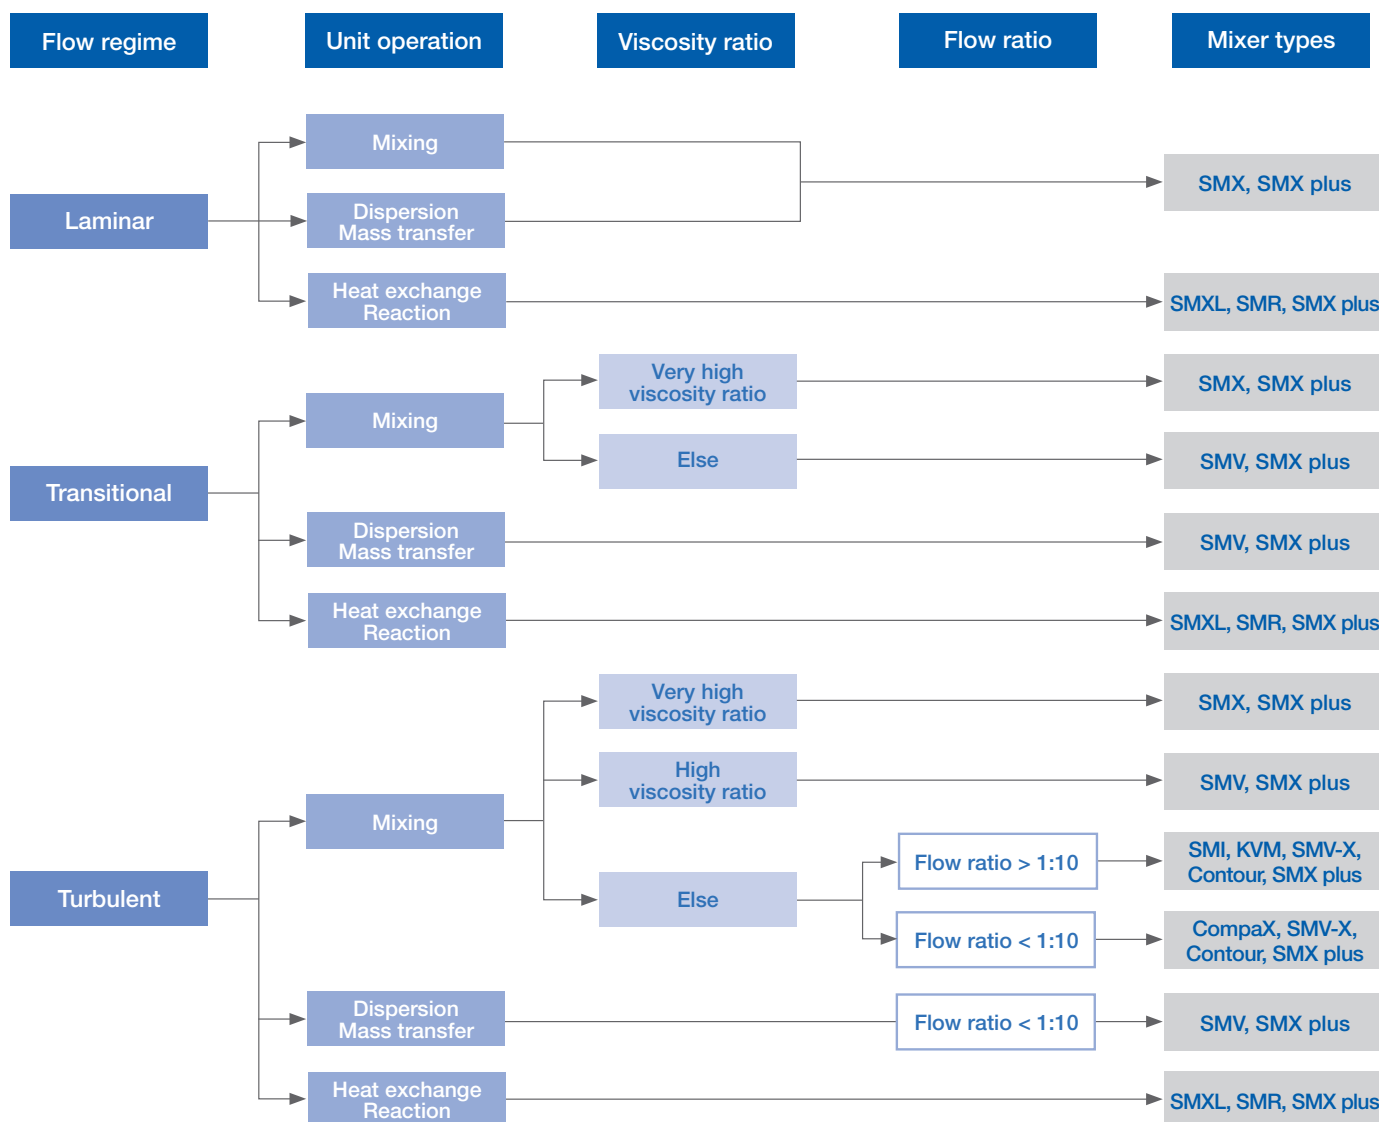 Flow regime
Unit operation
Viscosity ratio
Flow ratio
Mixer types
Laminar
Mixing
SMX, SMX plus
Dispersion
Mass transfer
Heat exchange
Reaction
SMXL, SMR, SMX plus
Transitional
Mixing
Very high
viscosity ratio
SMX, SMX plus
Else
SMV, SMX plus
Dispersion
Mass transfer
SMV, SMX plus
Heat exchange
Reaction
SMXL, SMR, SMX plus
Turbulent
Mixing
Very high
viscosity ratio
SMX, SMX plus
High
viscosity ratio
SMV, SMX plus
Else
Flow ratio > 1:10
SMI, KVM, SMV-X,
Contour, SMX plus
Flow ratio < 1:10
CompaX, SMV-X,
Contour, SMX plus
Dispersion
Mass transfer
Flow ratio < 1:10
SMV, SMX plus
Heat exchange
Reaction
SMXL, SMR, SMX plus